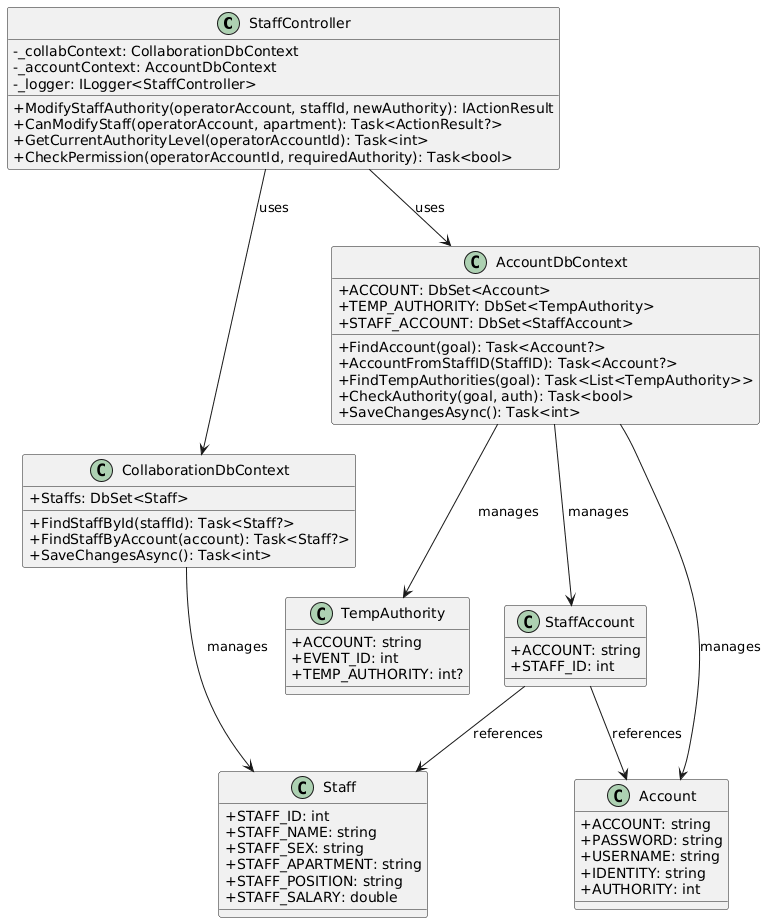 C StaffController
-_collabContext: CollaborationDbContext
-_accountContext: AccountDbContext
-_logger: ILogger<StaffController>
+ModifyStaffAuthority(operatorAccount, staffId, newAuthority): IActionResult
+CanModifyStaff(operatorAccount, apartment): Task<ActionResult?>
+GetCurrentAuthorityLevel(operatorAccountId): Task<int>
+CheckPermission(operatorAccountId, requiredAuthority): Task<bool>
uses
uses
C AccountDbContext
+ACCOUNT: DbSet<Account>
+TEMP_AUTHORITY: DbSet<TempAuthority>
+STAFF_ACCOUNT: DbSet<StaffAccount>
+FindAccount(goal): Task<Account?>
+AccountFromStaffID(StaffID): Task<Account?>
+FindTempAuthorities(goal): Task<List<TempAuthority>>
+CheckAuthority(goal, auth): Task<bool>
+SaveChangesAsync(): Task<int>
C CollaborationDbContext
+Staffs: DbSet<Staff>
+FindStaffById(staffId): Task<Staff?>
+FindStaffByAccount(account): Task<Staff?>
+SaveChangesAsync(): Task<int>
manages
manages
manages
manages
C TempAuthority
+ACCOUNT: string
+EVENT_ID: int
+TEMP_AUTHORITY: int?
C StaffAccount
+ACCOUNT: string
+STAFF_ID: int
references
references
C Staff
+STAFF_ID: int
+STAFF_NAME: string
+STAFF_SEX: string
+STAFF_APARTMENT: string
+STAFF_POSITION: string
+STAFF_SALARY: double
C Account
+ACCOUNT: string
+PASSWORD: string
+USERNAME: string
+IDENTITY: string
+AUTHORITY: int